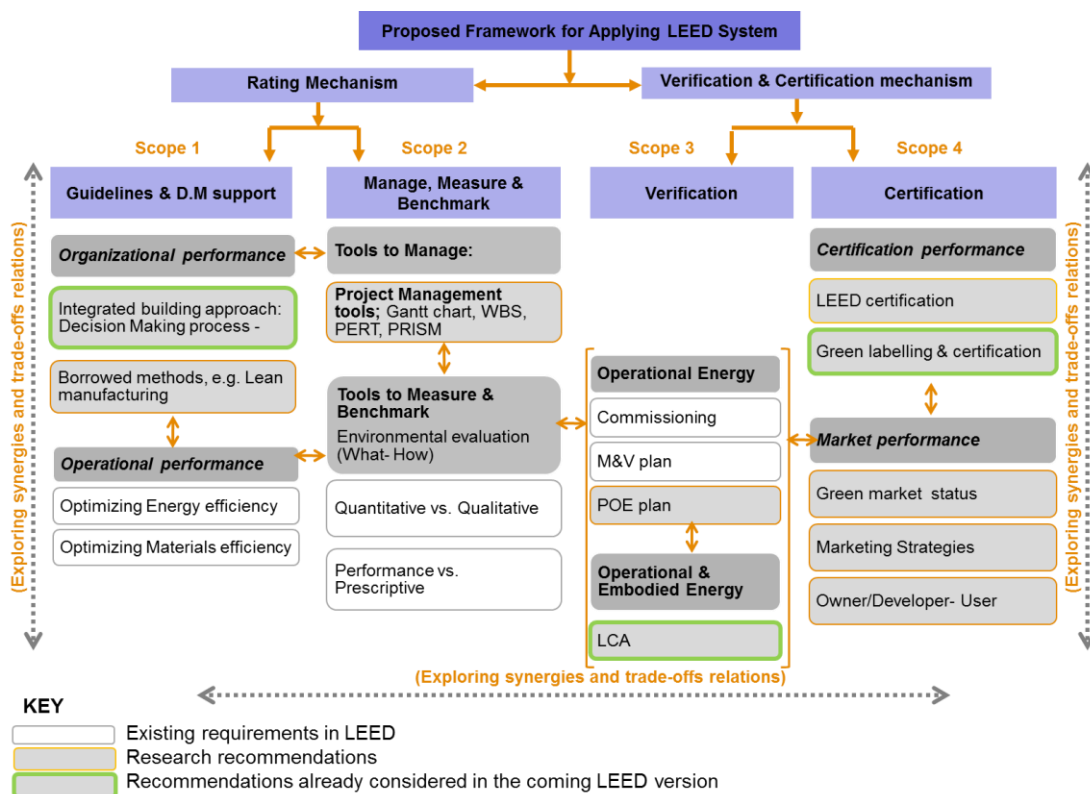 Proposed Framework for Applying LEED System
Rating Mechanism
Verification & Certification mechanism
Scope 1
Scope 2
Scope 3
Scope 4
Guidelines & D.M support
Manage, Measure &
Benchmark
Verification
Certification
(Exploring synergies and trade-offs relations)
Organizational performance
Integrated building approach:
Decision Making process -
Borrowed methods, e.g. Lean
manufacturing
Operational performance
Optimizing Energy efficiency
Optimizing Materials efficiency
Tools to Manage:
Project Management
tools; Gantt chart, WBS,
PERT, PRISM
Tools to Measure &
Benchmark
Environmental evaluation
(What- How)
Quantitative vs. Qualitative
Performance vs.
Prescriptive
Operational Energy
Commissioning
M&V plan
POE plan
Operational &
Embodied Energy
LCA
Certification performance
LEED certification
Green labelling & certification
Market performance
Green market status
Marketing Strategies
Owner/Developer- User
(Exploring synergies and trade-offs relations)
(Exploring synergies and trade-offs relations)
KEY
Existing requirements in LEED
Research recommendations
Recommendations already considered in the coming LEED version